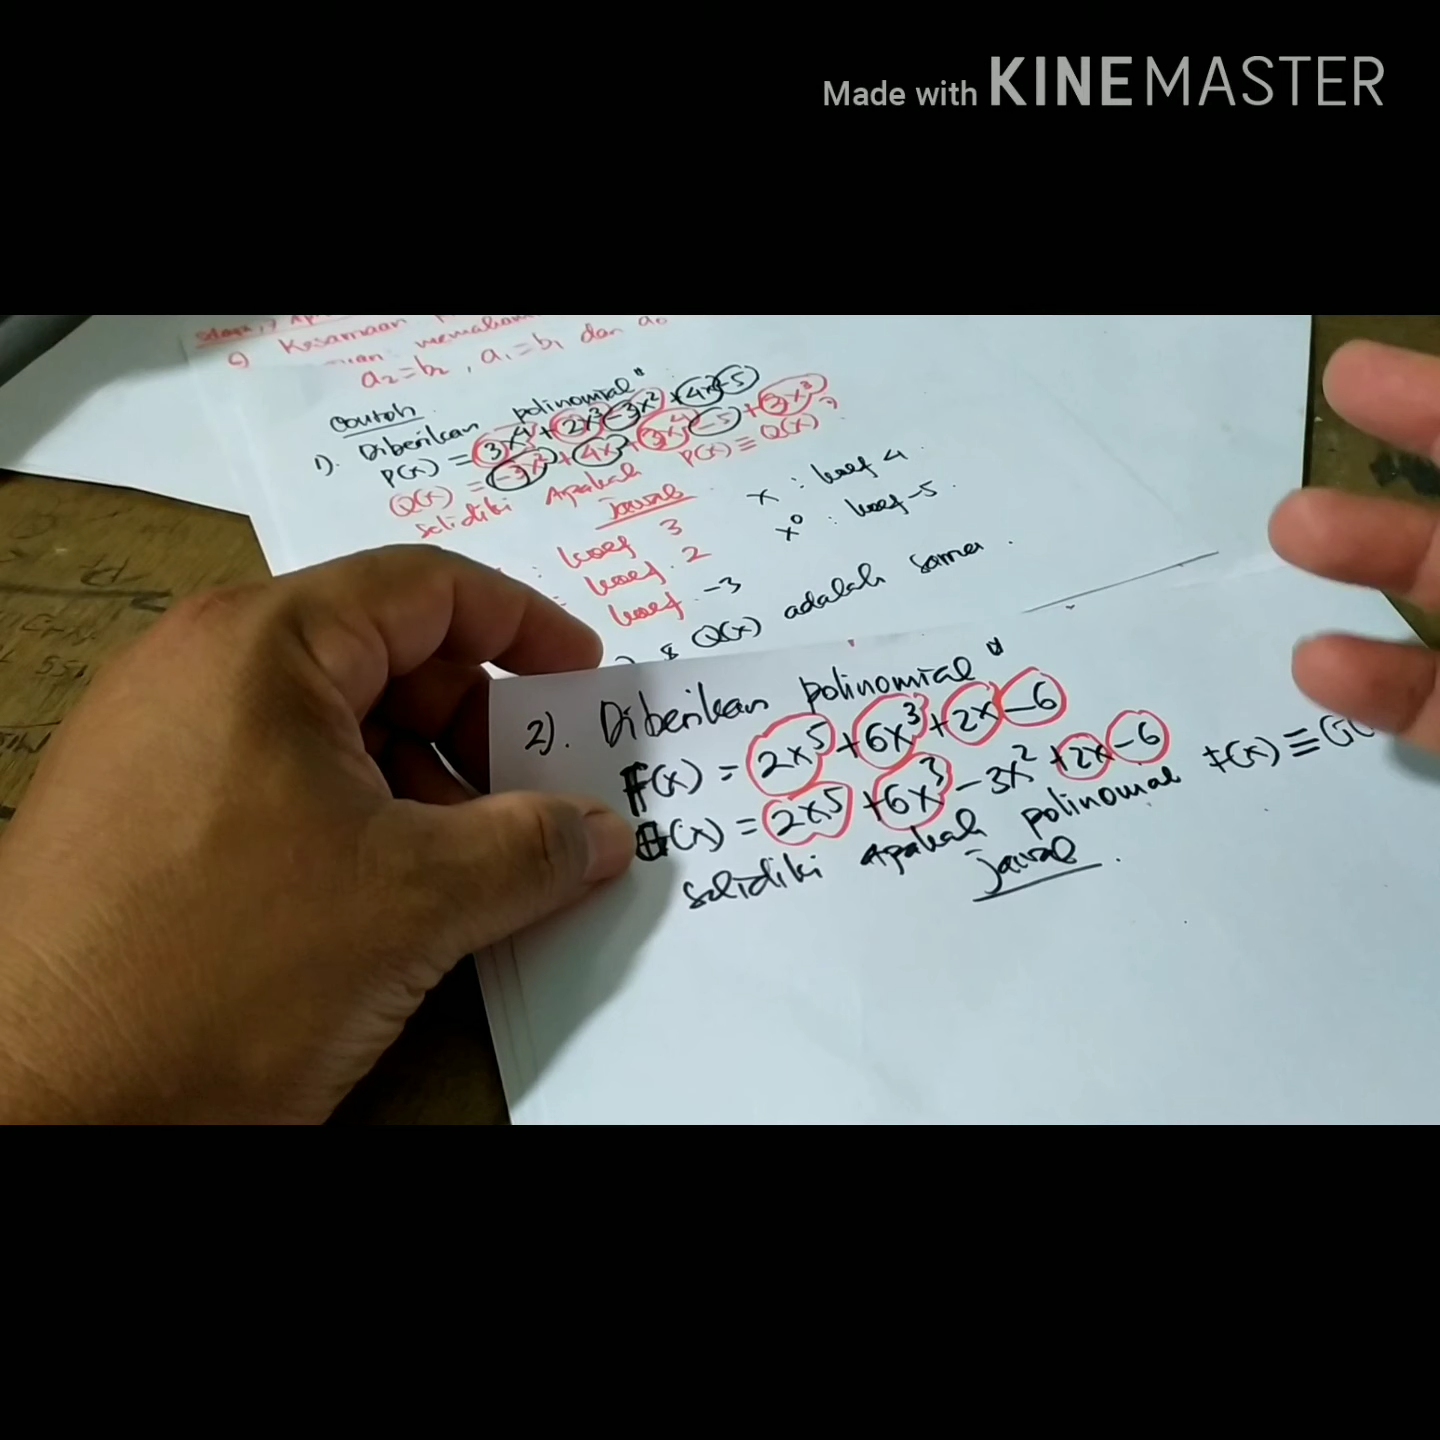 Made with KINEMASTER
c) Kesamaan
a₂=b₂, a₁=b₁ dan a₀
Contoh
1). Diberikan polinomial"
P(x) = 3x⁴+2x³-3x²+4x-5
Q(x) = -3x²+4x+3x⁴-5+3x³
Selidiki Apakah P(x) ≡ Q(x)?
jawab
: koef 3
: koef. 2
koef. -3
x : koef 4.
x⁰ : koef -5.
& Q(x) adalah sama.
2). Diberikan polinomial"
F(x) = 2x⁵+6x³+2x-6
G(x) = 2x⁵+6x³-3x²+2x-6
Selidiki Apakah polinomial F(x)≡G(
jawab.